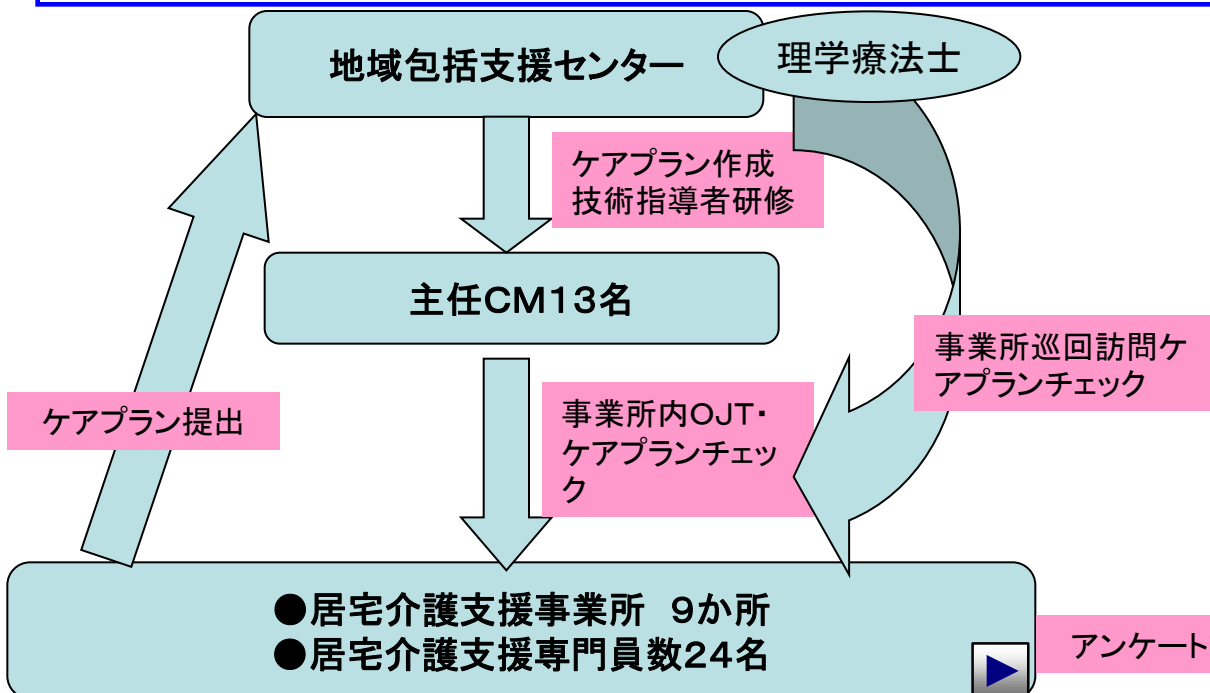 地域包括支援センター
理学療法士
ケアプラン作成
技術指導者研修
主任CM13名
事業所巡回訪問ケ
アプランチェック
ケアプラン提出
事業所内OJT・
ケアプランチェッ
ク
●居宅介護支援事業所　9か所
●居宅介護支援専門員数24名
アンケート